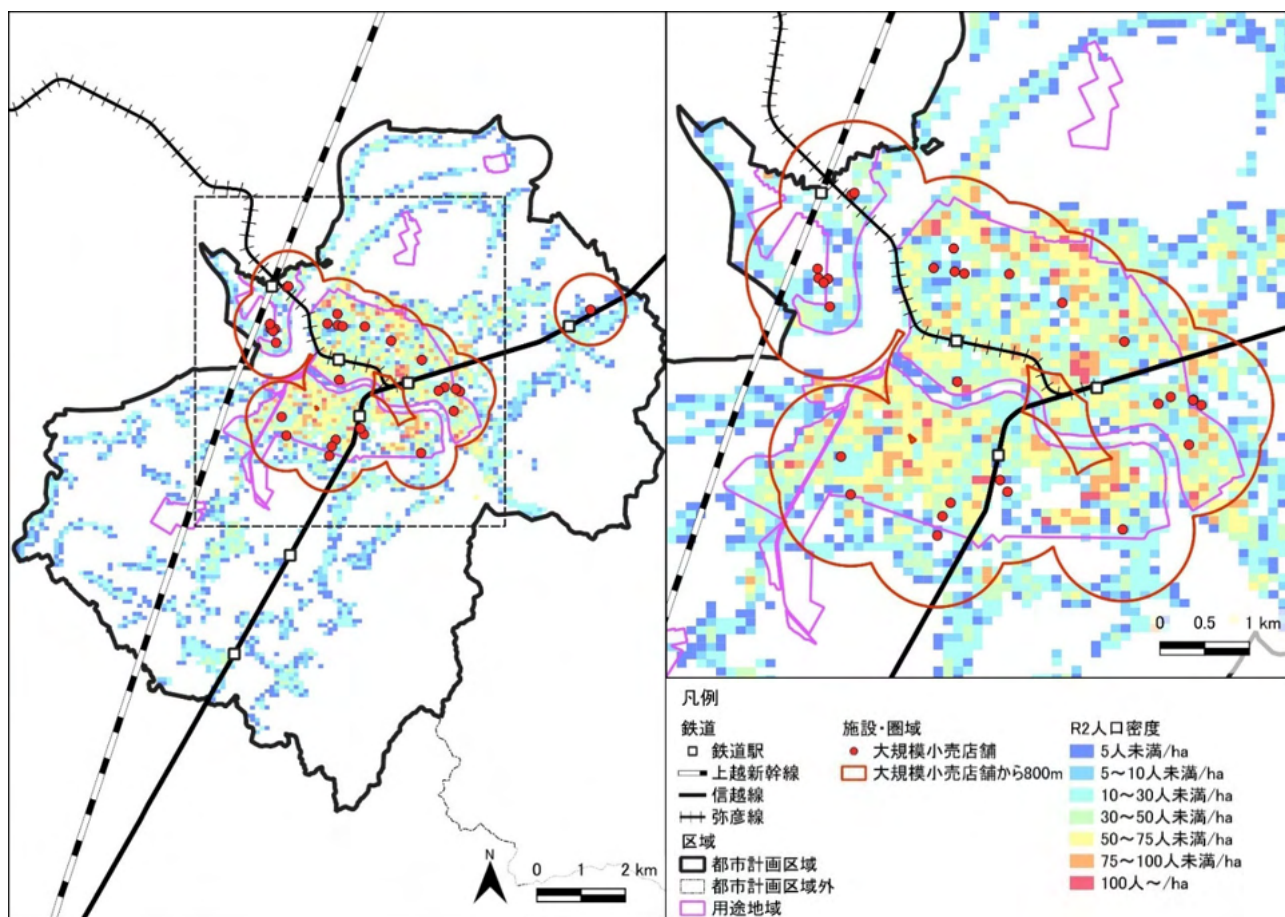 N
0 1 2 km
0 0.5 1 km
凡例
鉄道
鉄道駅
上越新幹線
信越線
弥彦線
区域
都市計画区域
都市計画区域外
用途地域
施設・圏域
大規模小売店舗
大規模小売店舗から800m
R2人口密度
5人未満/ha
5～10人未満/ha
10～30人未満/ha
30～50人未満/ha
50～75人未満/ha
75～100人未満/ha
100人～/ha